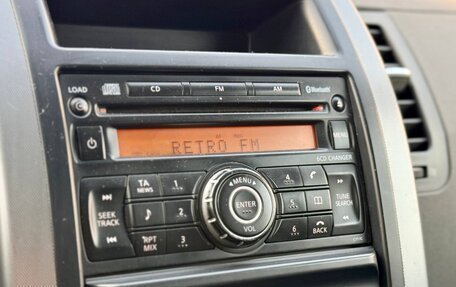 LOAD CD FM AM Bluetooth
RETRO FM MENU
6CD CHANGER
TA NEWS 1 MENU 4
SEEK TRACK 2 ENTER 5 TUNE SEARCH
RPT MIX 3 VOL 6 BACK